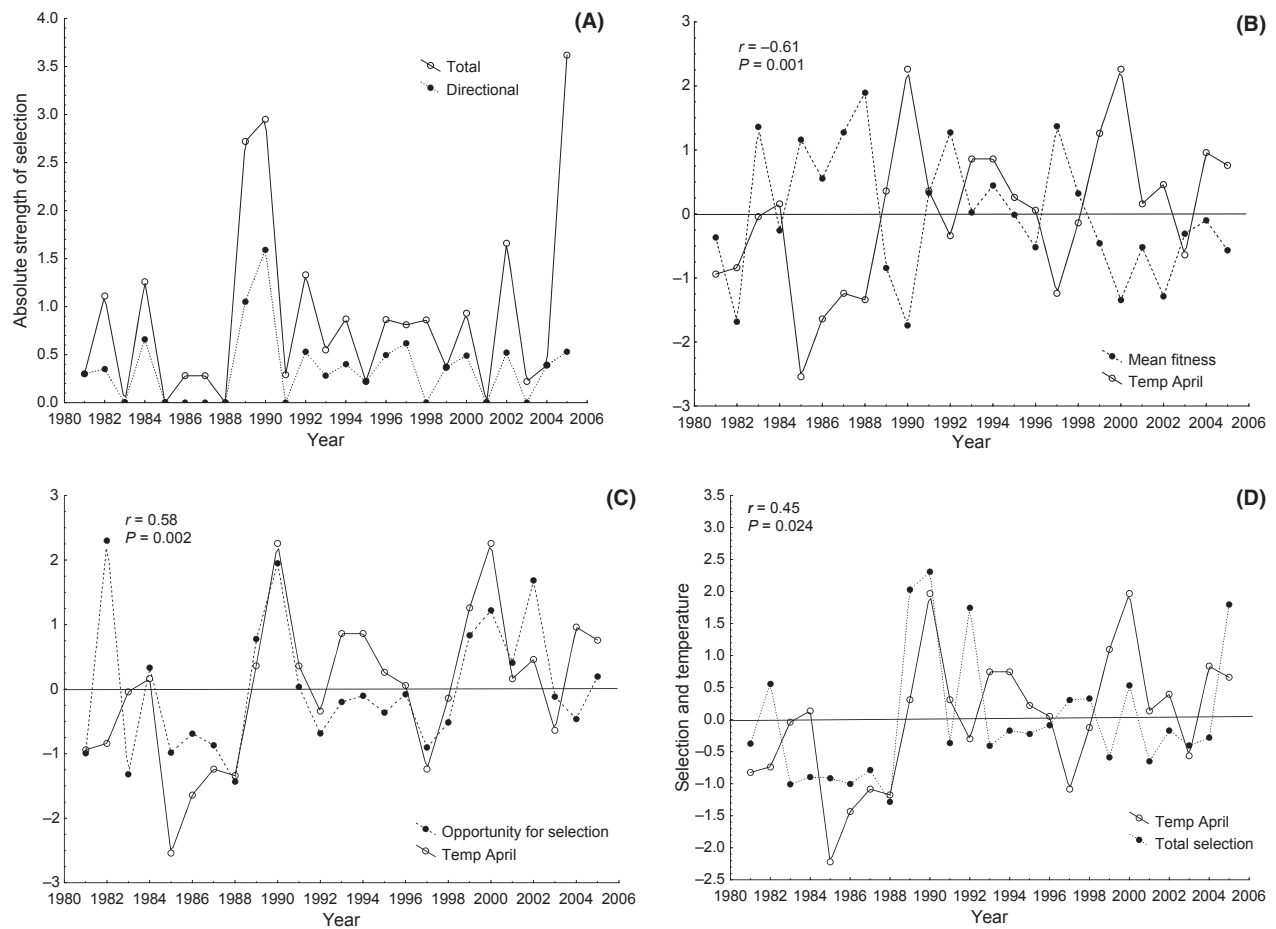 (A)
4.0
3.5
3.0
2.5
2.0
1.5
1.0
0.5
0.0
Absolute strength of selection
Total
Directional
1980 1982 1984 1986 1988 1990 1992 1994 1996 1998 2000 2002 2004 2006
Year
(B)
r = –0.61
P = 0.001
3
2
1
0
–1
–2
–3
Mean fitness
Temp April
1980 1982 1984 1986 1988 1990 1992 1994 1996 1998 2000 2002 2004 2006
Year
(C)
r = 0.58
P = 0.002
3
2
1
0
–1
–2
–3
Opportunity for selection
Temp April
1980 1982 1984 1986 1988 1990 1992 1994 1996 1998 2000 2002 2004 2006
Year
(D)
r = 0.45
P = 0.024
3.5
3.0
2.5
2.0
1.5
1.0
0.5
0.0
–0.5
–1.0
–1.5
–2.0
–2.5
Selection and temperature
Temp April
Total selection
1980 1982 1984 1986 1988 1990 1992 1994 1996 1998 2000 2002 2004 2006
Year